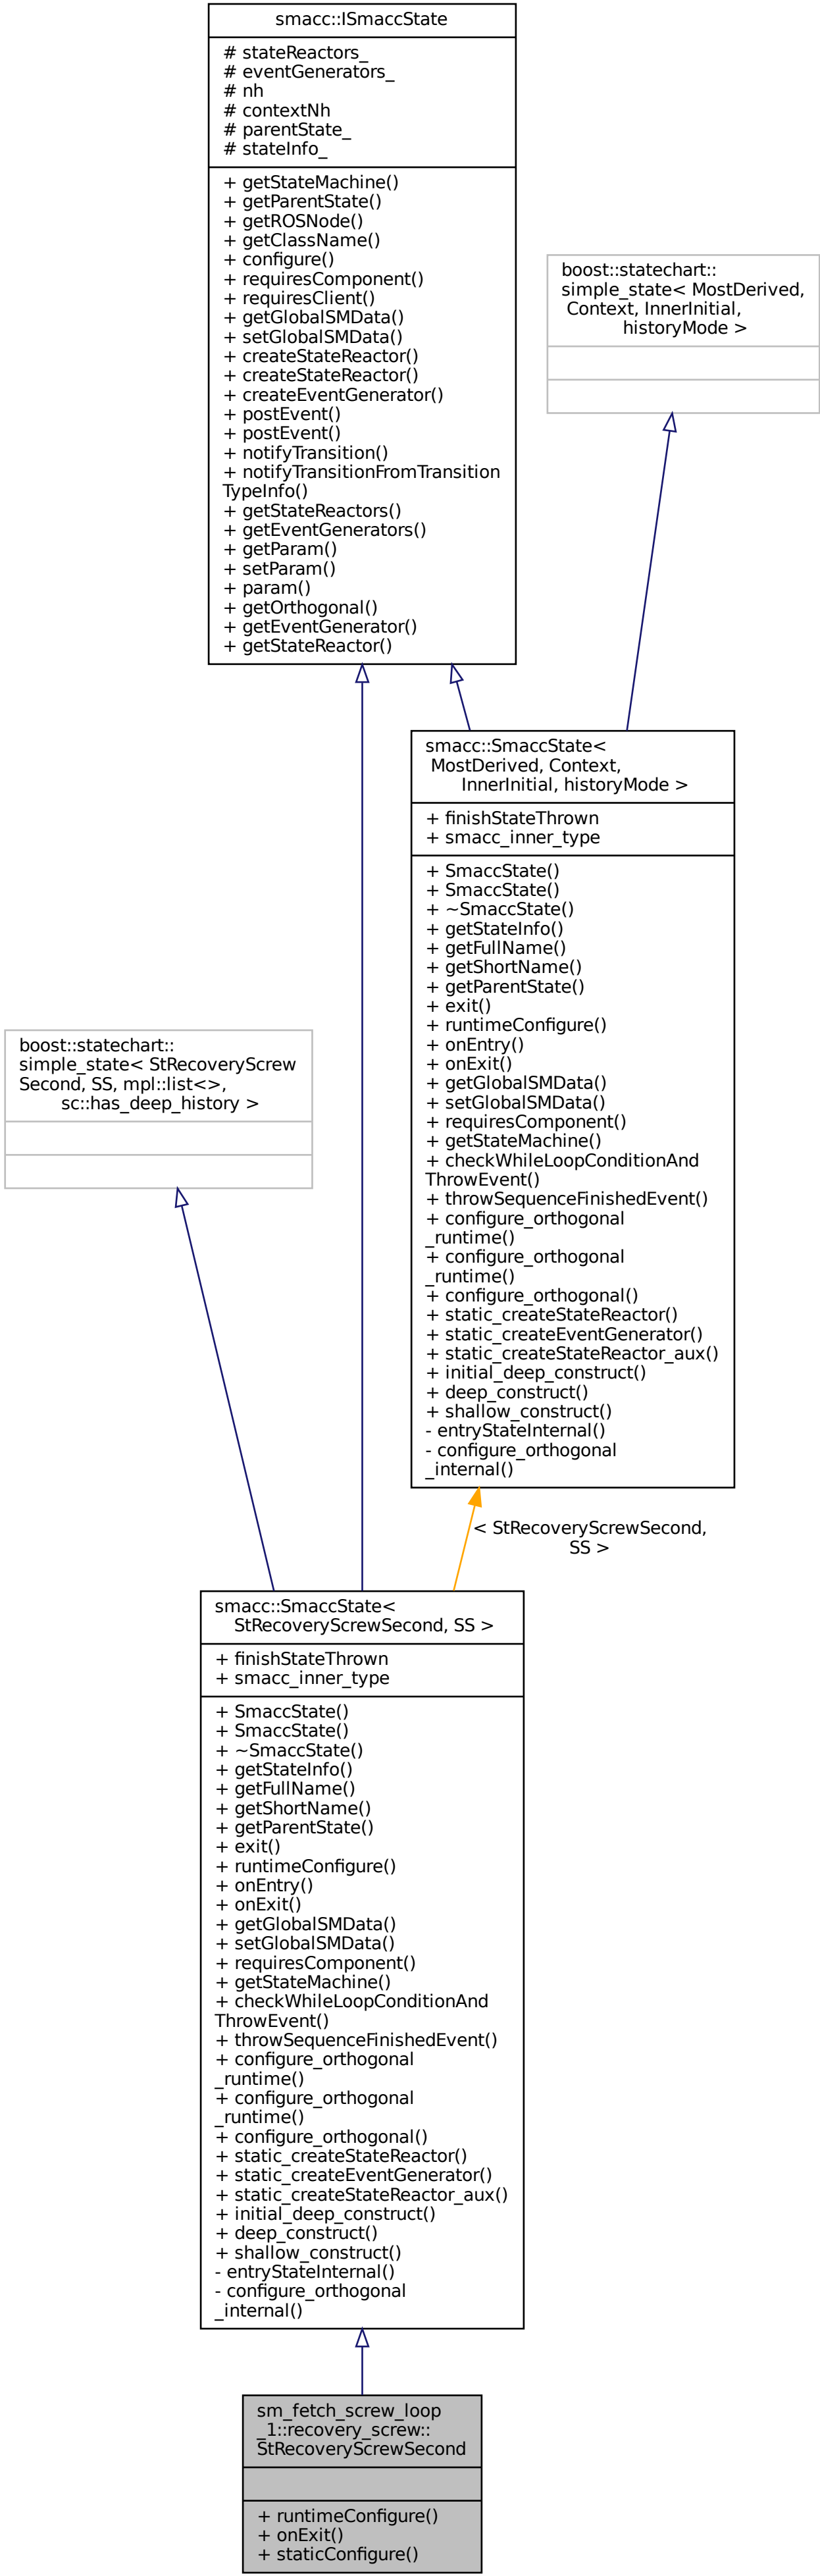 smacc::ISmaccState
# stateReactors_
# eventGenerators_
# nh
# contextNh
# parentState_
# stateInfo_
+ getStateMachine()
+ getParentState()
+ getROSNode()
+ getClassName()
+ configure()
+ requiresComponent()
+ requiresClient()
+ getGlobalSMData()
+ setGlobalSMData()
+ createStateReactor()
+ createStateReactor()
+ createEventGenerator()
+ postEvent()
+ postEvent()
+ notifyTransition()
+ notifyTransitionFromTransition
TypeInfo()
+ getStateReactors()
+ getEventGenerators()
+ getParam()
+ setParam()
+ param()
+ getOrthogonal()
+ getEventGenerator()
+ getStateReactor()
boost::statechart::
simple_state< MostDerived,
Context, InnerInitial,
historyMode >
smacc::SmaccState<
MostDerived, Context,
InnerInitial, historyMode >
+ finishStateThrown
+ smacc_inner_type
+ SmaccState()
+ SmaccState()
+ ~SmaccState()
+ getStateInfo()
+ getFullName()
+ getShortName()
+ getParentState()
+ exit()
+ runtimeConfigure()
+ onEntry()
+ onExit()
+ getGlobalSMData()
+ setGlobalSMData()
+ requiresComponent()
+ getStateMachine()
+ checkWhileLoopConditionAnd
ThrowEvent()
+ throwSequenceFinishedEvent()
+ configure_orthogonal
_runtime()
+ configure_orthogonal
_runtime()
+ configure_orthogonal()
+ static_createStateReactor()
+ static_createEventGenerator()
+ static_createStateReactor_aux()
+ initial_deep_construct()
+ deep_construct()
+ shallow_construct()
- entryStateInternal()
- configure_orthogonal
_internal()
boost::statechart::
simple_state< StRecoveryScrew
Second, SS, mpl::list<>,
sc::has_deep_history >
< StRecoveryScrewSecond,
SS >
smacc::SmaccState<
StRecoveryScrewSecond, SS >
+ finishStateThrown
+ smacc_inner_type
+ SmaccState()
+ SmaccState()
+ ~SmaccState()
+ getStateInfo()
+ getFullName()
+ getShortName()
+ getParentState()
+ exit()
+ runtimeConfigure()
+ onEntry()
+ onExit()
+ getGlobalSMData()
+ setGlobalSMData()
+ requiresComponent()
+ getStateMachine()
+ checkWhileLoopConditionAnd
ThrowEvent()
+ throwSequenceFinishedEvent()
+ configure_orthogonal
_runtime()
+ configure_orthogonal
_runtime()
+ configure_orthogonal()
+ static_createStateReactor()
+ static_createEventGenerator()
+ static_createStateReactor_aux()
+ initial_deep_construct()
+ deep_construct()
+ shallow_construct()
- entryStateInternal()
- configure_orthogonal
_internal()
sm_fetch_screw_loop
_1::recovery_screw::
StRecoveryScrewSecond
+ runtimeConfigure()
+ onExit()
+ staticConfigure()